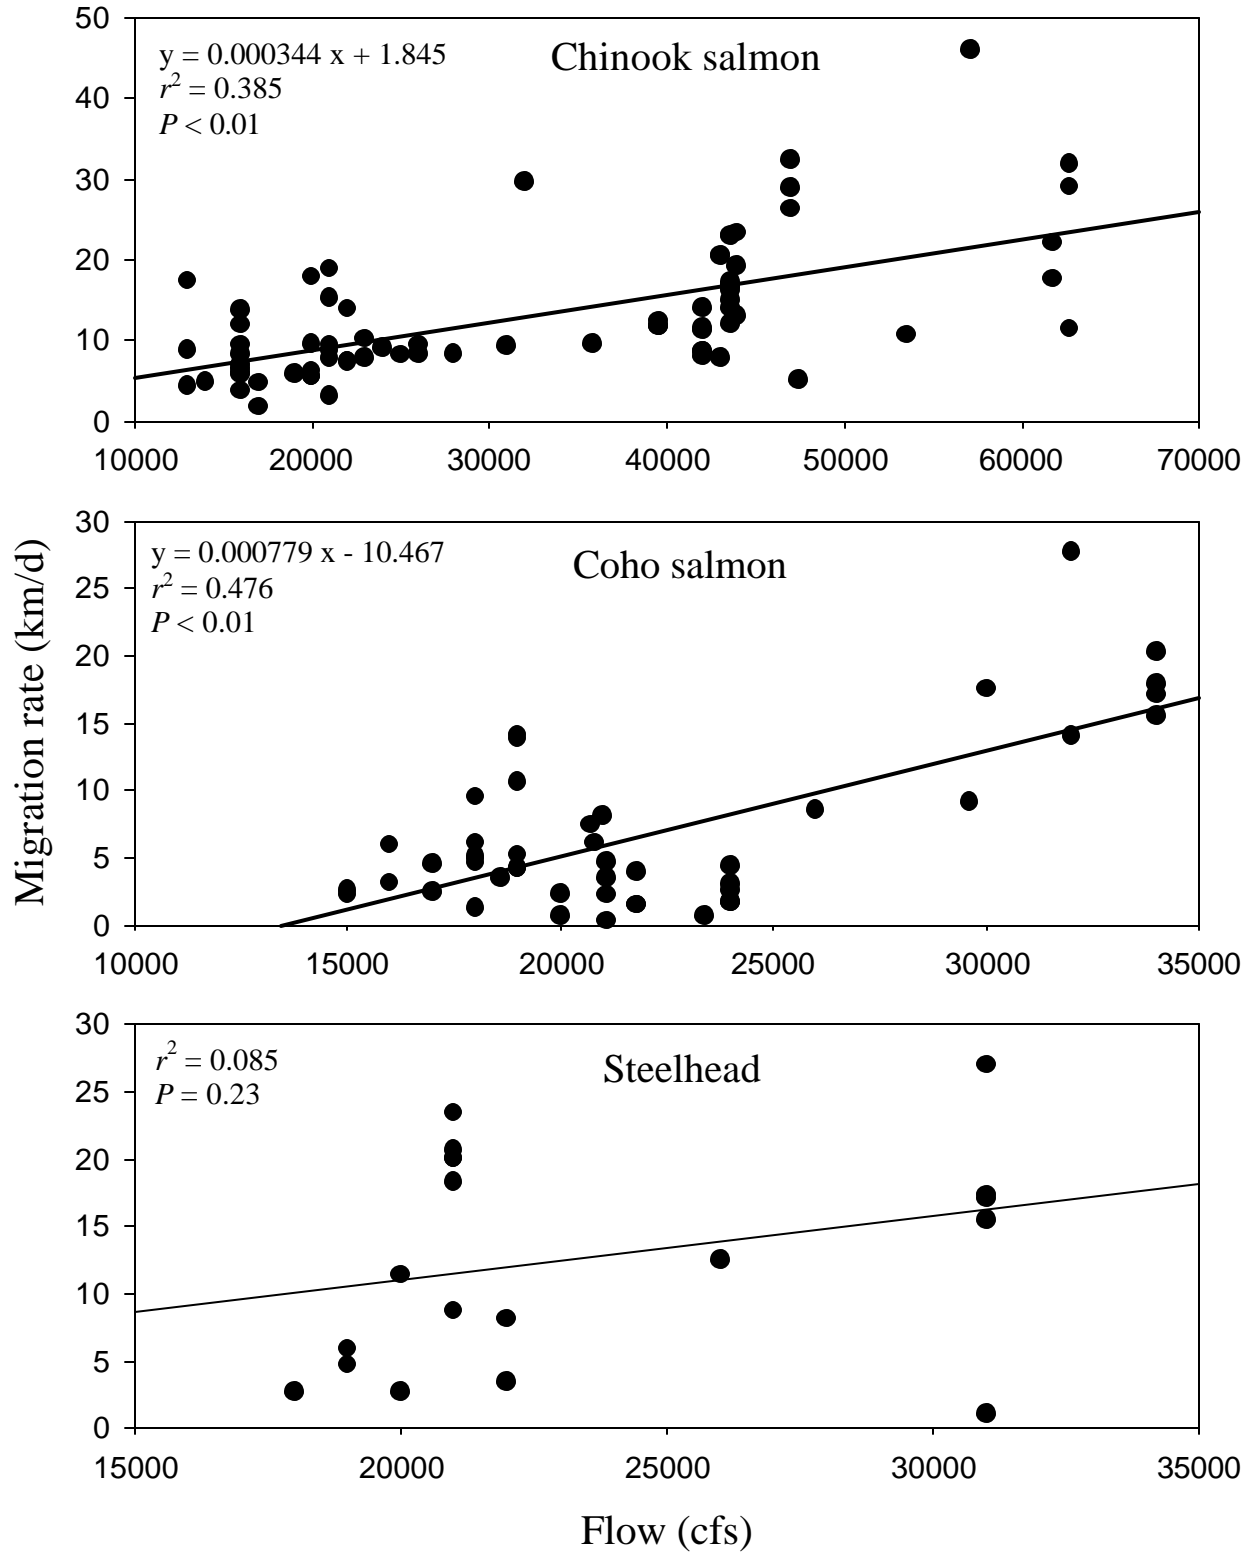 50
y = 0.000344 x + 1.845
Chinook salmon
r² = 0.385
40
P < 0.01
30
20
10
0
10000 20000 30000 40000 50000 60000 70000
Migration rate (km/d)
30
y = 0.000779 x - 10.467
Coho salmon
25
r² = 0.476
P < 0.01
20
15
10
5
0
10000 15000 20000 25000 30000 35000
30
r² = 0.085
Steelhead
P = 0.23
25
20
15
10
5
0
15000 20000 25000 30000 35000
Flow (cfs)